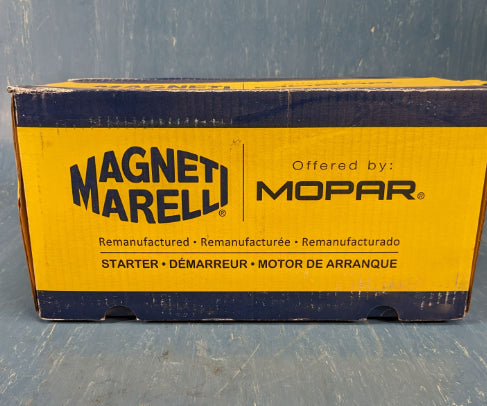 MAGNETI
MARELLI®
Offered by:
MOPAR®
Remanufactured • Remanufacturée • Remanufacturado
STARTER • DÉMARREUR • MOTOR DE ARRANQUE